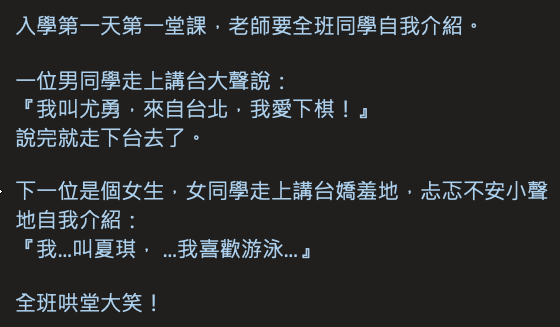 入學第一天第一堂課，老師要全班同學自我介紹。
一位男同學走上講台大聲說：
『我叫尤勇，來自台北，我愛下棋！』
說完就走下台去了。
下一位是個女生，女同學走上講台嬌羞地，忐忑不安小聲
地自我介紹：
『我…叫夏琪， …我喜歡游泳…』
全班哄堂大笑！